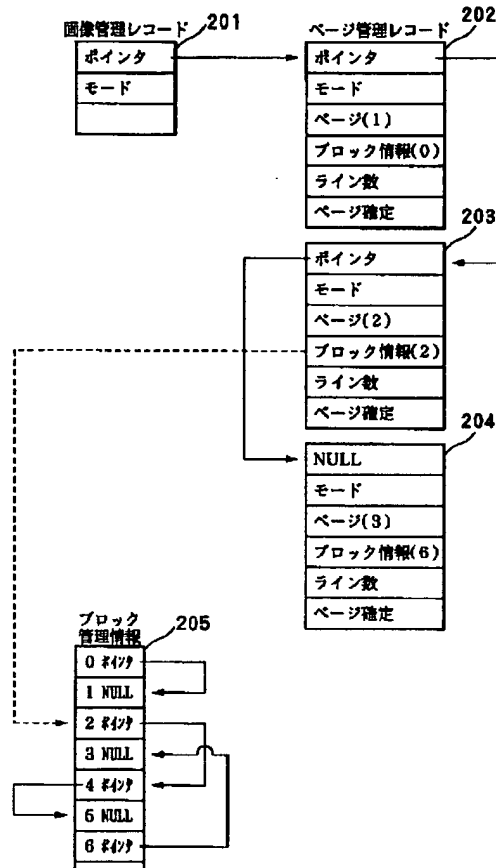 画像管理レコード
201
ポインタ
モード
ページ管理レコード
202
ポインタ
モード
ページ(1)
ブロック情報(0)
ライン数
ページ確定
203
ポインタ
モード
ページ(2)
ブロック情報(2)
ライン数
ページ確定
204
NULL
モード
ページ(3)
ブロック情報(6)
ライン数
ページ確定
ブロック
管理情報
205
0 ポインタ
1 NULL
2 ポインタ
3 NULL
4 ポインタ
5 NULL
6 ポインタ